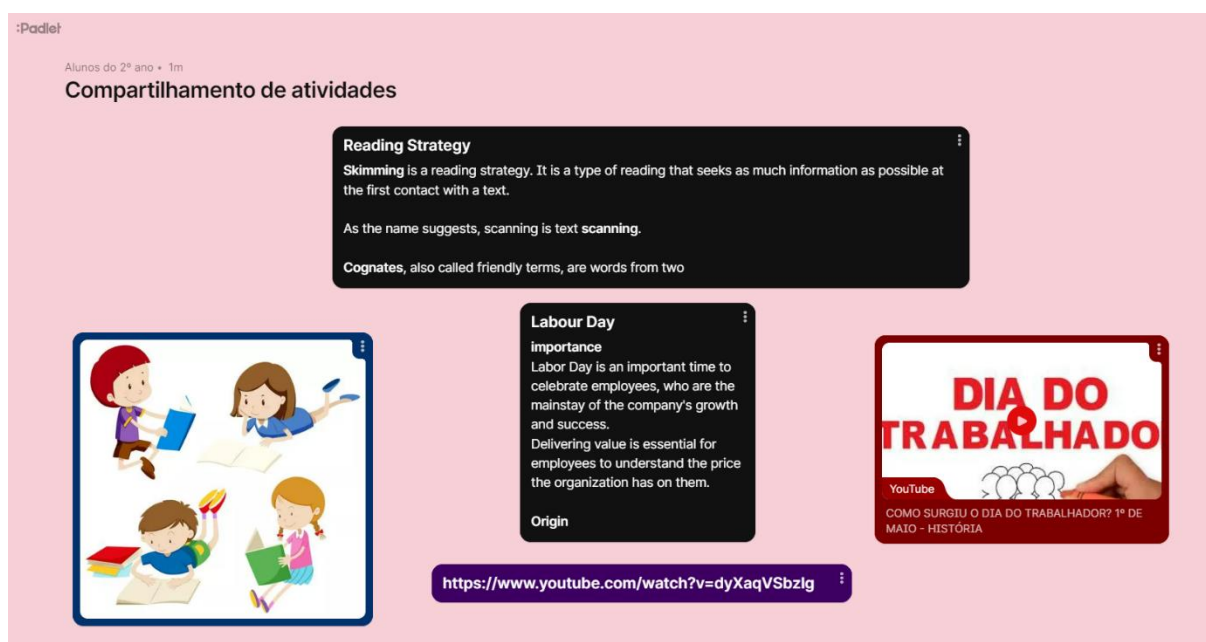 :Padlet
Alunos do 2º ano • 1m
Compartilhamento de atividades
Reading Strategy
Skimming is a reading strategy. It is a type of reading that seeks as much information as possible at
the first contact with a text.
As the name suggests, scanning is text scanning.
Cognates, also called friendly terms, are words from two
Labour Day
importance
Labor Day is an important time to
celebrate employees, who are the
mainstay of the company's growth
and success.
Delivering value is essential for
employees to understand the price
the organization has on them.
Origin
DIA DO
TRABALHADO
YouTube
COMO SURGIU O DIA DO TRABALHADOR? 1º DE
MAIO - HISTÓRIA
https://www.youtube.com/watch?v=dyXaqVSbzIg